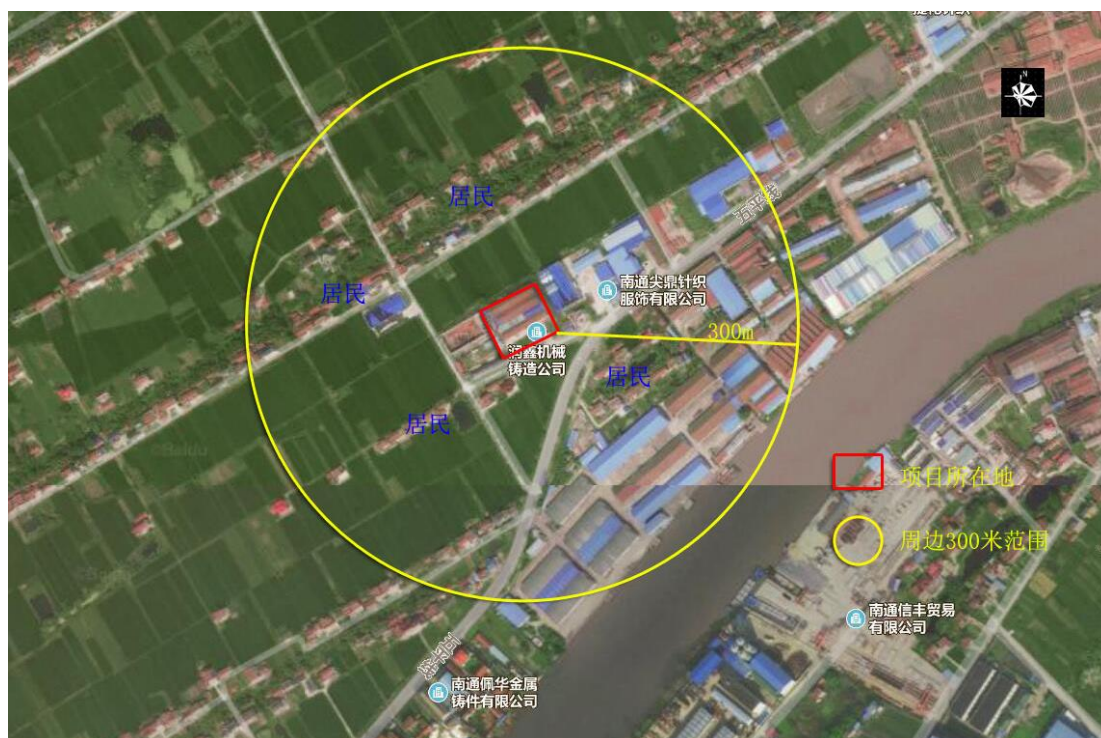 N
居民
居民
南通尖鼎针织
服饰有限公司
300m
润鑫机械
铸造公司
居民
居民
©Baidu
项目所在地
周边300米范围
南通信丰贸易
有限公司
南通佩华金属
铸件有限公司